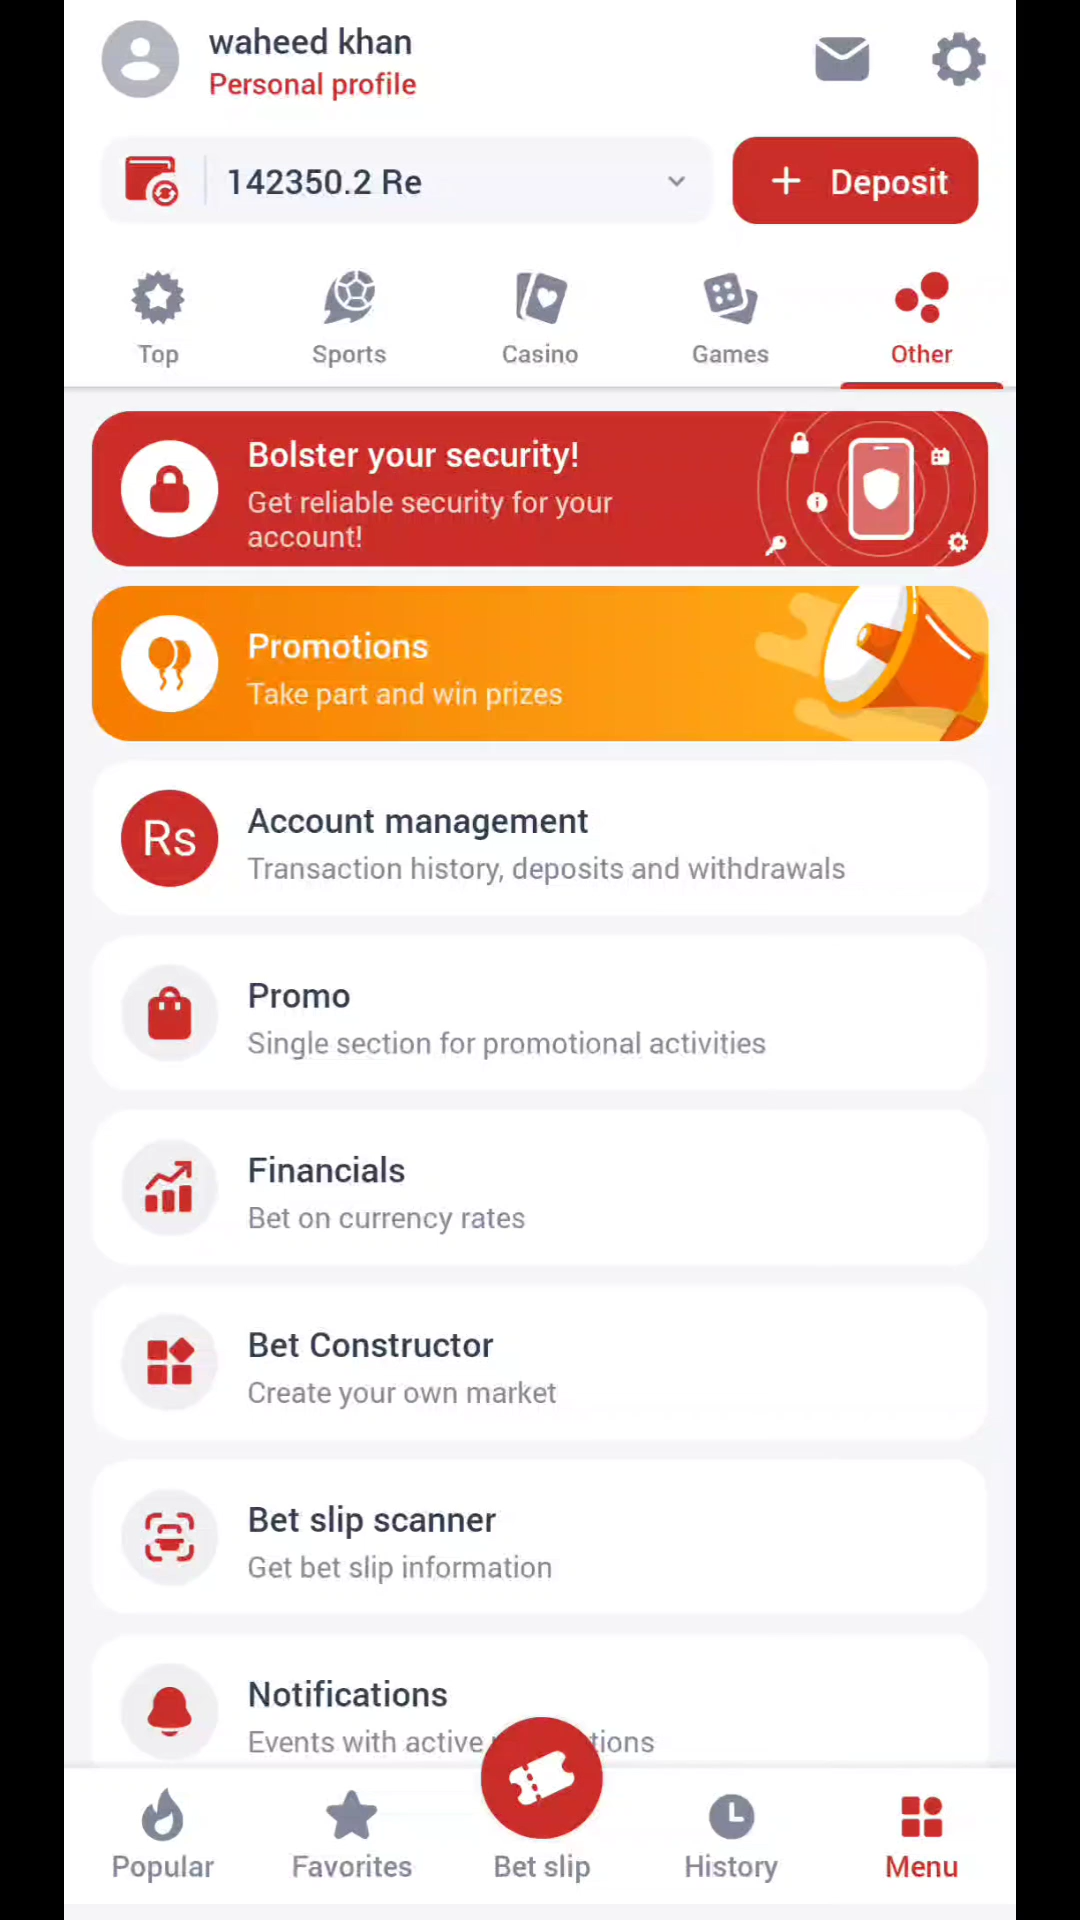 waheed khan
Personal profile
142350.2 Re
+ Deposit
Top
Sports
Casino
Games
Other
Bolster your security!
Get reliable security for your
account!
Promotions
Take part and win prizes
Rs
Account management
Transaction history, deposits and withdrawals
Promo
Single section for promotional activities
Financials
Bet on currency rates
Bet Constructor
Create your own market
Bet slip scanner
Get bet slip information
Notifications
Events with active
Popular
Favorites
Bet slip
History
Menu